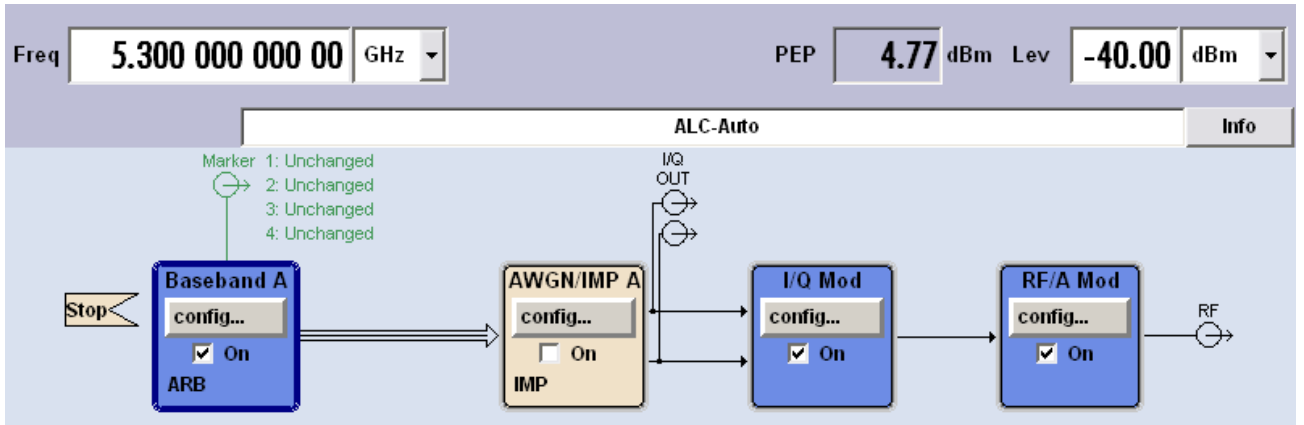 Freq 5.300 000 000 00 GHz PEP 4.77 dBm Lev -40.00 dBm
ALC-Auto Info
Marker 1: Unchanged
2: Unchanged
3: Unchanged
4: Unchanged
I/Q
OUT
Stop
Baseband A
config...
On
ARB
AWGN/IMP A
config...
On
IMP
I/Q Mod
config...
On
RF/A Mod
config...
On
RF